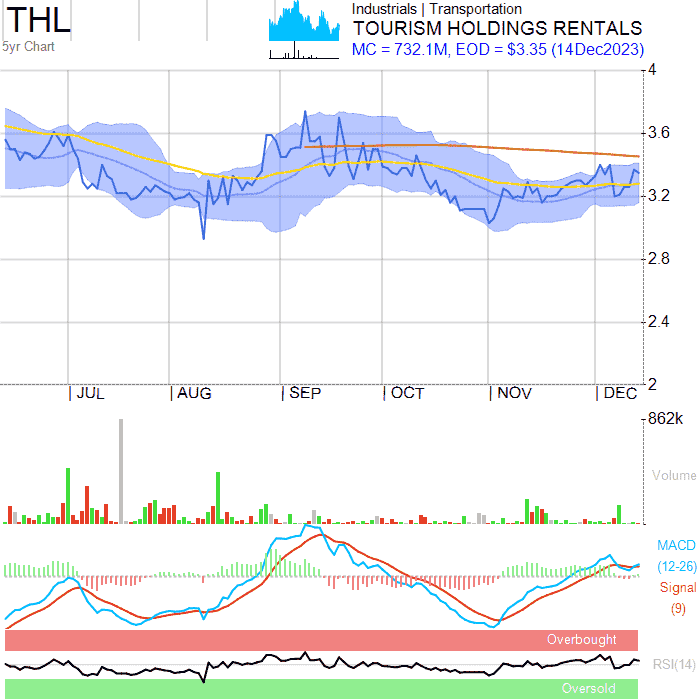 THL
5yr Chart
Industrials | Transportation
TOURISM HOLDINGS RENTALS
MC = 732.1M, EOD = $3.35 (14Dec2023)
4
3.6
3.2
2.8
2.4
2
| JUL | AUG | SEP | OCT | NOV | DEC
862k
Volume
MACD
(12-26)
Signal
(9)
Overbought
RSI(14)
Oversold